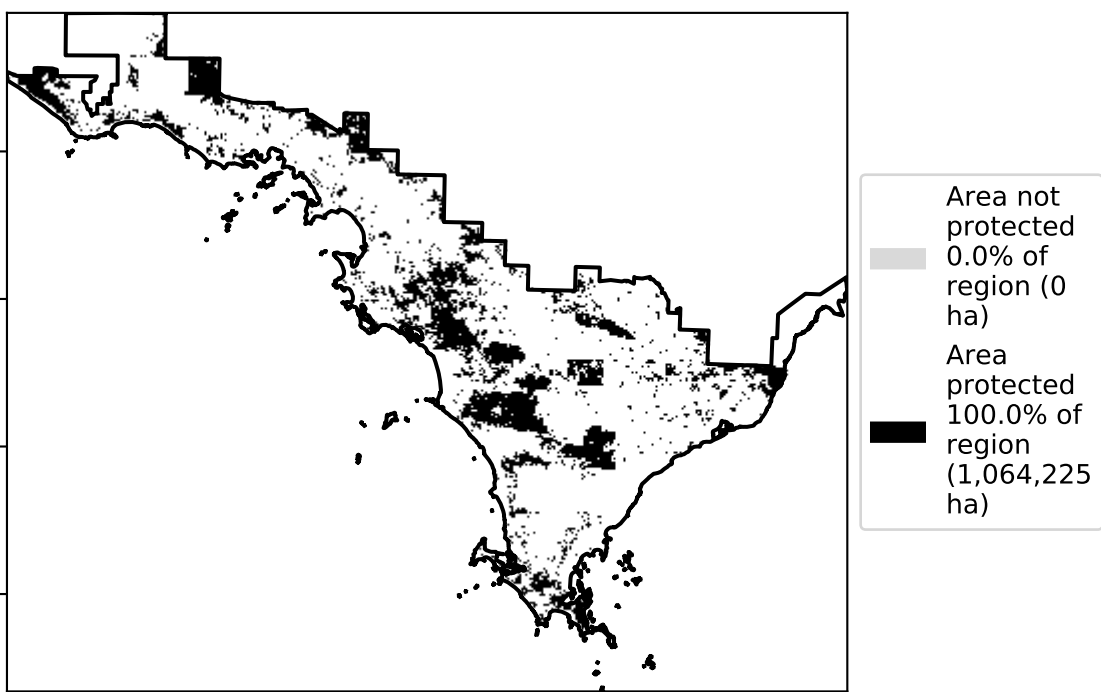 Area not
protected
0.0% of
region (0
ha)
Area
protected
100.0% of
region
(1,064,225
ha)